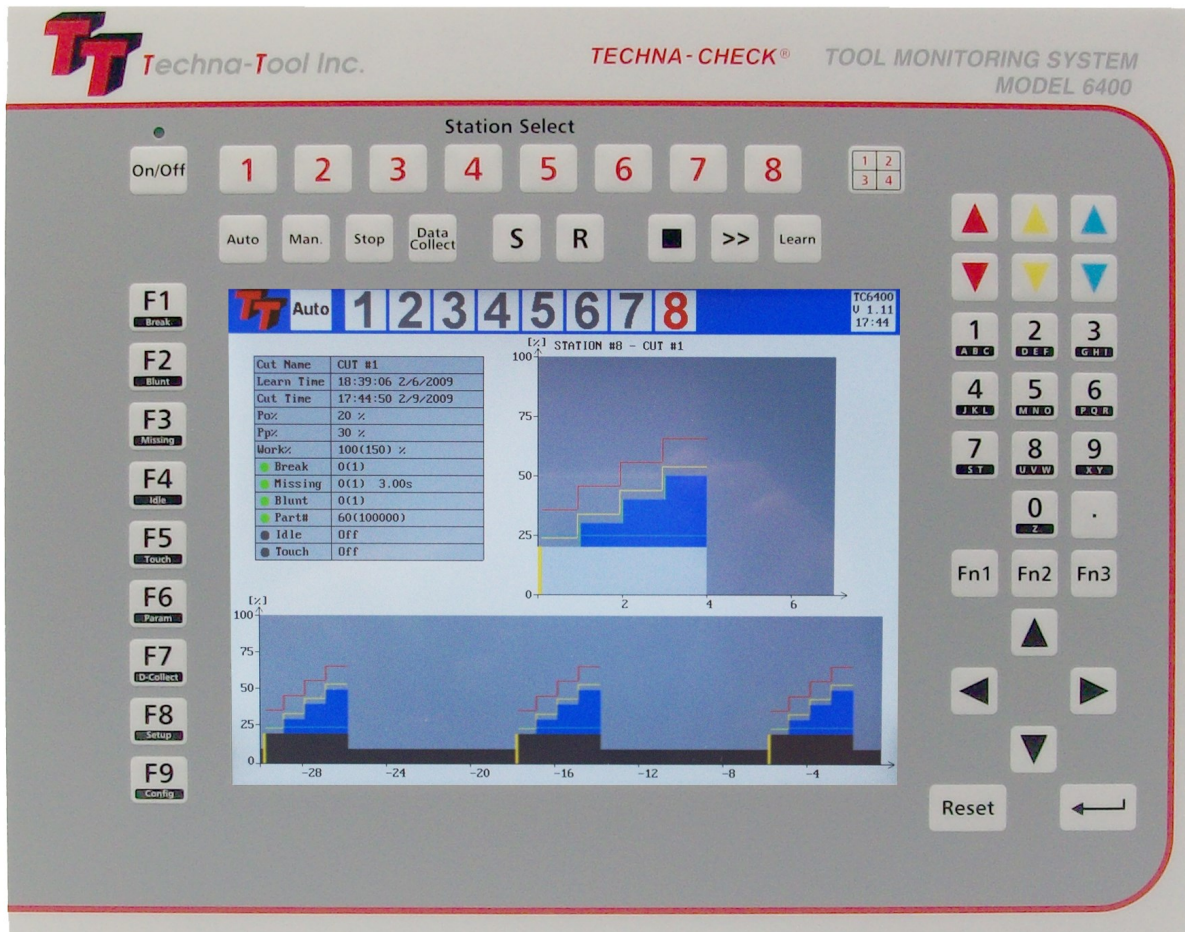 TT Techna-Tool Inc.
TECHNA-CHECK® TOOL MONITORING SYSTEM
MODEL 6400
Station Select
On/Off 1 2 3 4 5 6 7 8 1 2
3 4
Auto Man. Stop Data Collect S R >> Learn
F1
Break
F2
Blunt
F3
Missing
F4
Idle
F5
Touch
F6
Param
F7
D-Collect
F8
Setup
F9
Config
TT Auto 1 2 3 4 5 6 7 8
TC6400
V 1.11
17:44
Cut Name CUT #1
Learn Time 18:39:06 2/6/2009
Cut Time 17:44:50 2/9/2009
Po% 20 %
Pp% 30 %
Work% 100(150) %
Break 0(1)
Missing 0(1) 3.00s
Blunt 0(1)
Part# 60(100000)
Idle Off
Touch Off
[%] STATION #8 - CUT #1
100
75
50
25
0
2 4 6
[%]
100
75
50
25
0
-28 -24 -20 -16 -12 -8 -4
1 2 3
ABC DEF GHI
4 5 6
JKL MNO PQR
7 8 9
ST UVW XY
0 .
Z
Fn1 Fn2 Fn3
Reset